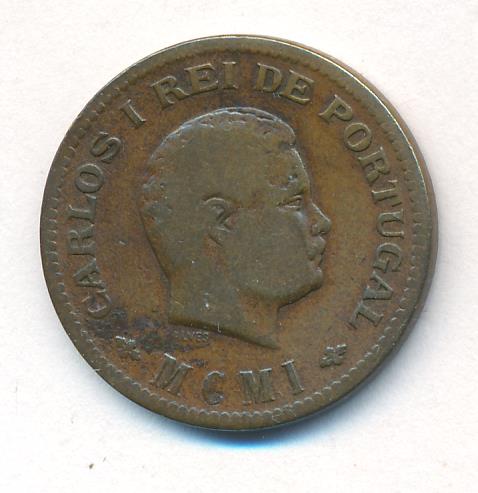 CARLOS I REI DE PORTUGAL
MCMI